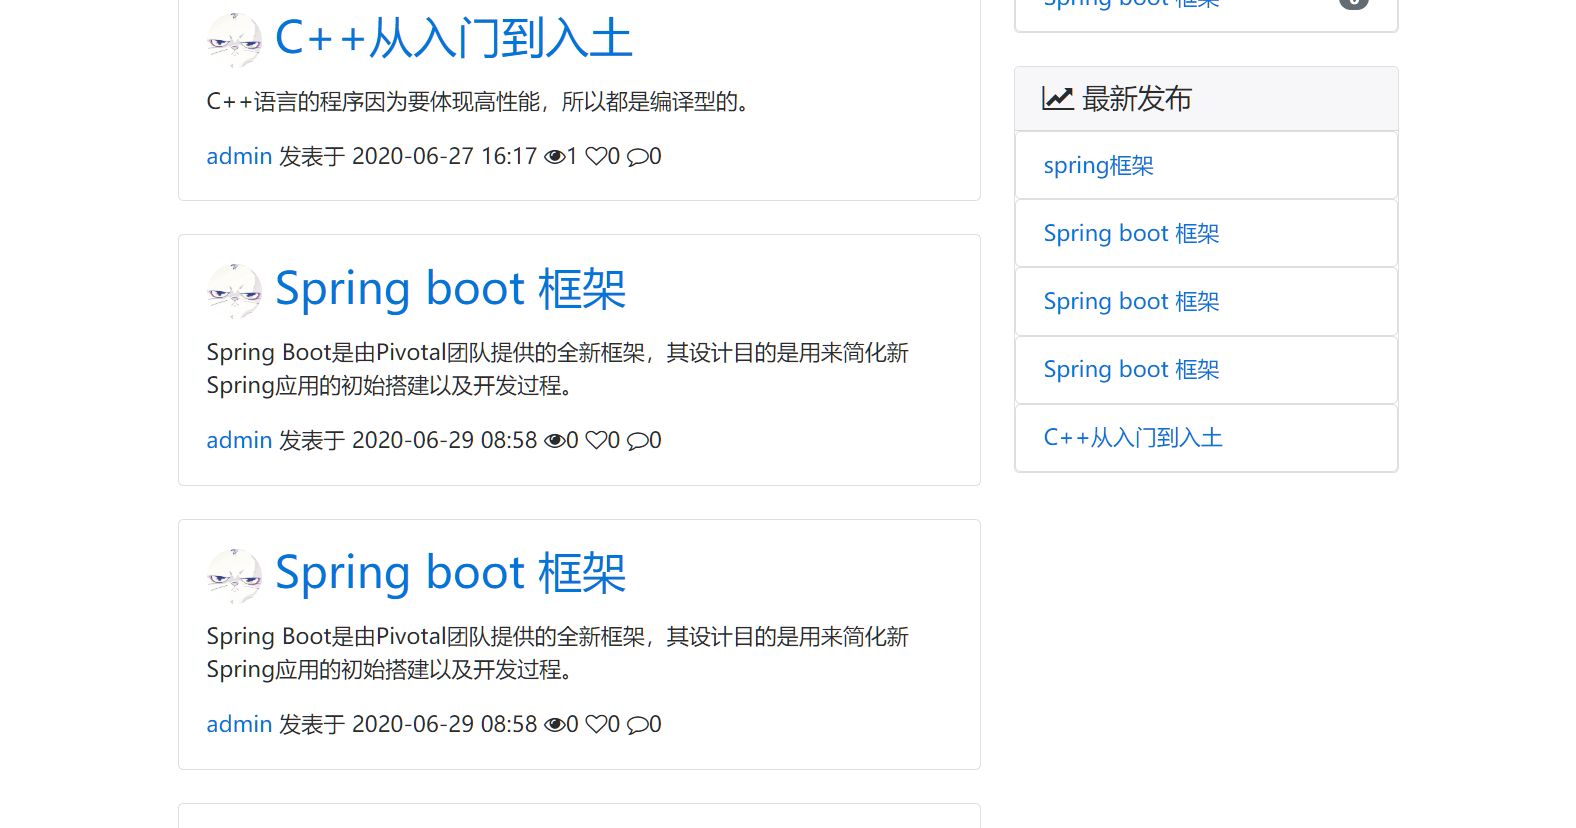 C++从入门到入土
C++语言的程序因为要体现高性能，所以都是编译型的。
admin 发表于 2020-06-27 16:17 1 0 0
Spring boot 框架
Spring Boot是由Pivotal团队提供的全新框架，其设计目的是用来简化新
Spring应用的初始搭建以及开发过程。
admin 发表于 2020-06-29 08:58 0 0 0
Spring boot 框架
Spring Boot是由Pivotal团队提供的全新框架，其设计目的是用来简化新
Spring应用的初始搭建以及开发过程。
admin 发表于 2020-06-29 08:58 0 0 0
Spring boot 框架
最新发布
spring框架
Spring boot 框架
Spring boot 框架
Spring boot 框架
C++从入门到入土